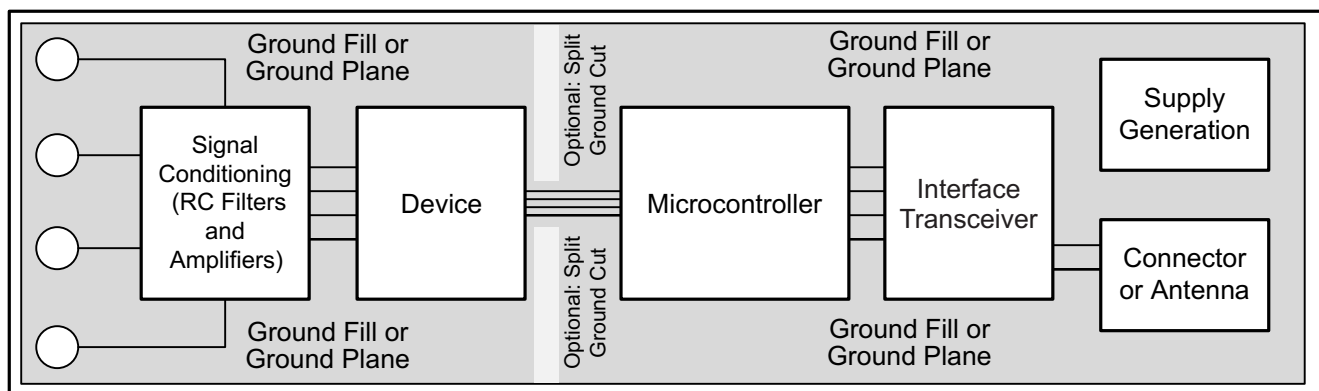 Ground Fill or
Ground Plane
Optional: Split
Ground Cut
Ground Fill or
Ground Plane
Supply
Generation
Signal
Conditioning
(RC Filters
and
Amplifiers)
Device
Microcontroller
Interface
Transceiver
Connector
or Antenna
Ground Fill or
Ground Plane
Optional: Split
Ground Cut
Ground Fill or
Ground Plane